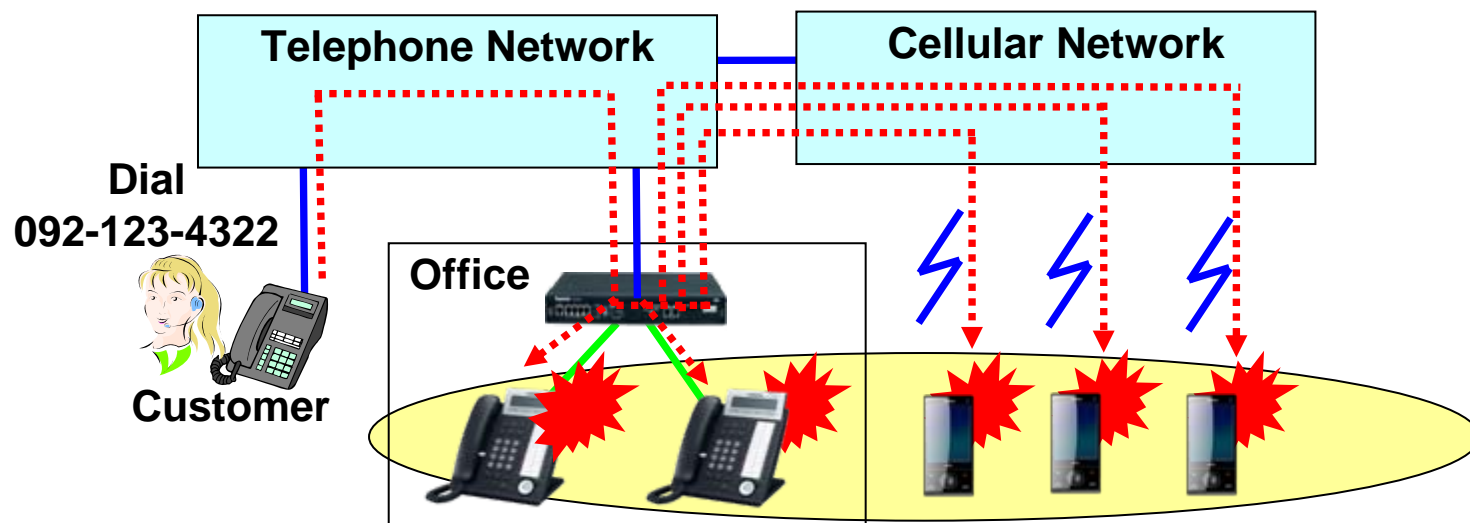 Telephone Network
Cellular Network
Dial
092-123-4322
Office
Customer